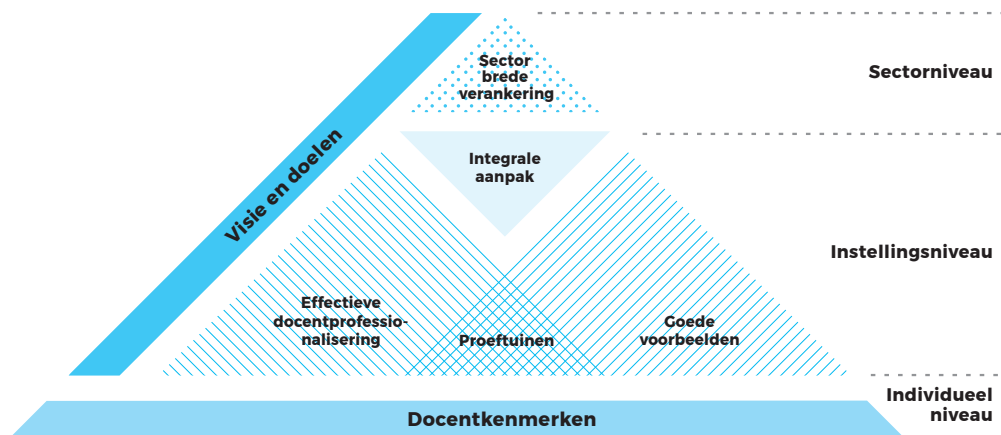 Sector
brede
verankering
Sectorniveau
Visie en doelen
Integrale
aanpak
Instellingsniveau
Effectieve
docentprofessio-
nalisering
Proeftuinen
Goede
voorbeelden
Individueel
niveau
Docentkenmerken